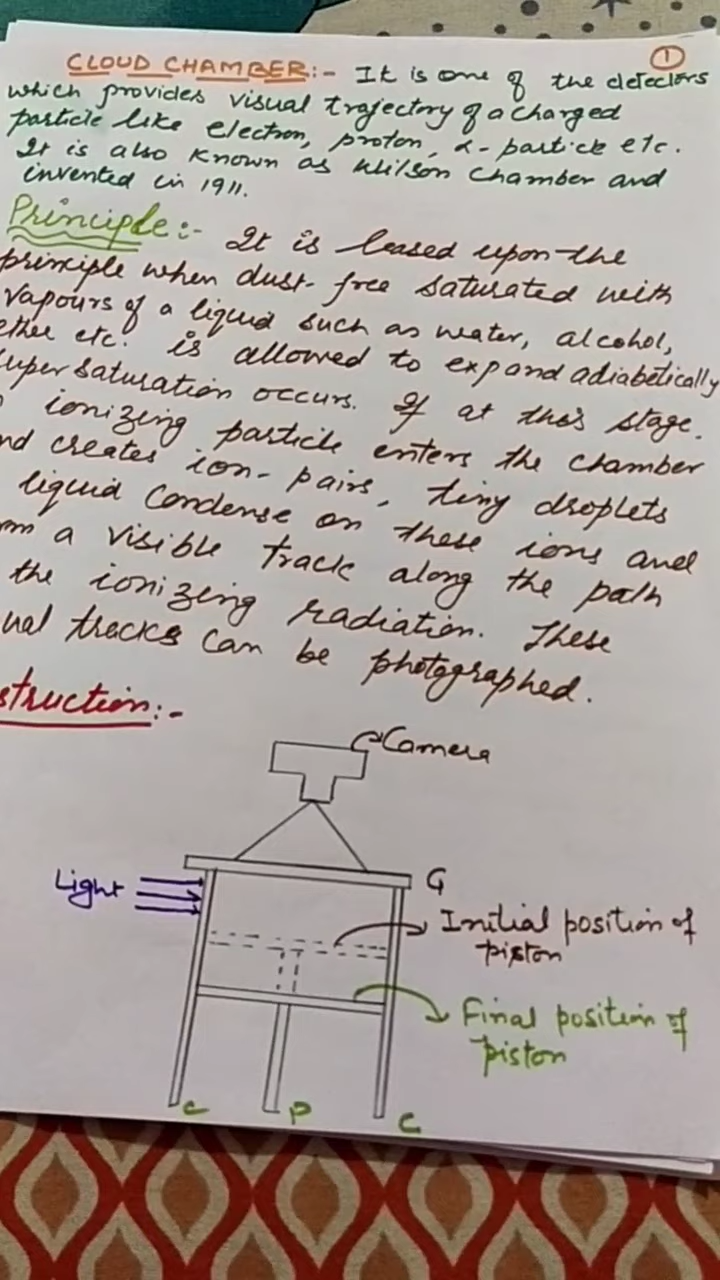 ①
CLOUD CHAMBER:- It is one of the detectors
which provides visual trajectory of a charged
particle like electron, proton, α-particle etc.
It is also known as Wilson Chamber and
invented in 1911.
Principle:- It is based upon the
principle when dust-free saturated with
vapours of a liquid such as water, alcohol,
ether etc. is allowed to expand adiabetically
super saturation occurs. If at this stage.
ionizing particle enters the chamber
nd creates ion-pairs, tiny droplets
liquid condense on these ions and
rm a visible track along the path
the ionizing radiation. These
ual tracks can be photographed.
struction:-
Camera
Light
G
Initial position of
piston
Final position of
piston
C
P
C